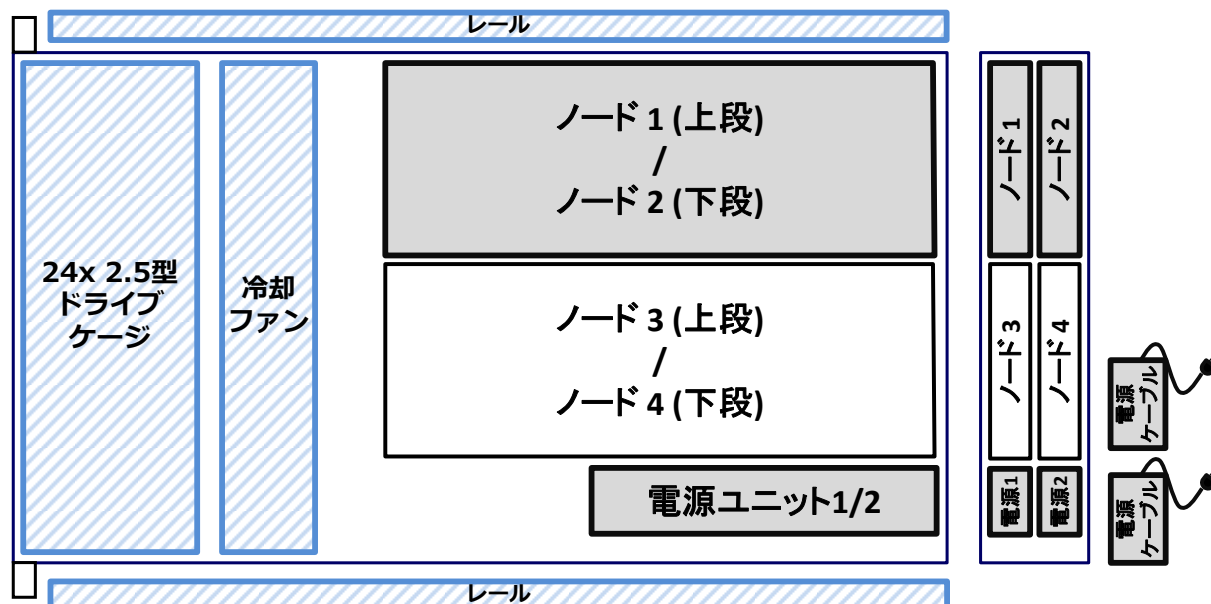 レール
24x 2.5型
ドライブ
ケージ
冷却
ファン
ノード 1 (上段)
/
ノード 2 (下段)
ノード 3 (上段)
/
ノード 4 (下段)
電源ユニット1/2
ノード 1
ノード 2
ノード 3
ノード 4
電源1
電源2
電源
ケーブル
電源
ケーブル
レール